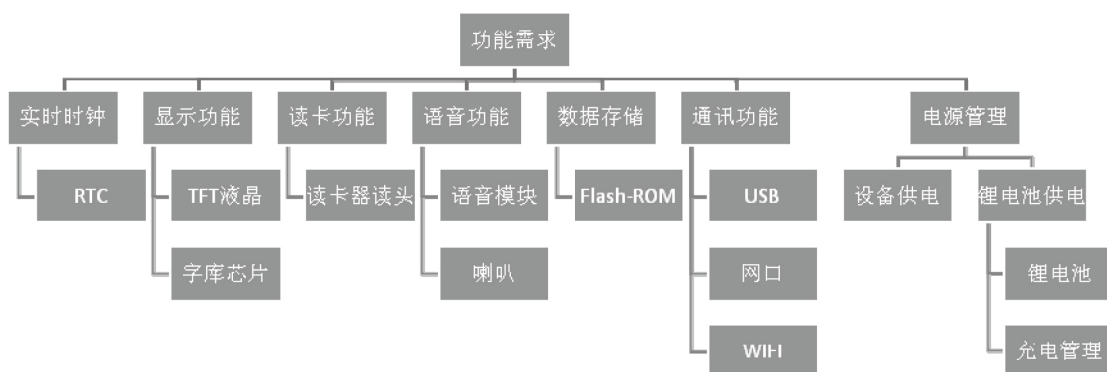 功能需求
实时时钟
显示功能
读卡功能
语音功能
数据存储
通讯功能
电源管理
RTC
TFT液晶
读卡器读头
语音模块
Flash-ROM
USB
设备供电
锂电池供电
字库芯片
喇叭
网口
锂电池
WIFI
充电管理